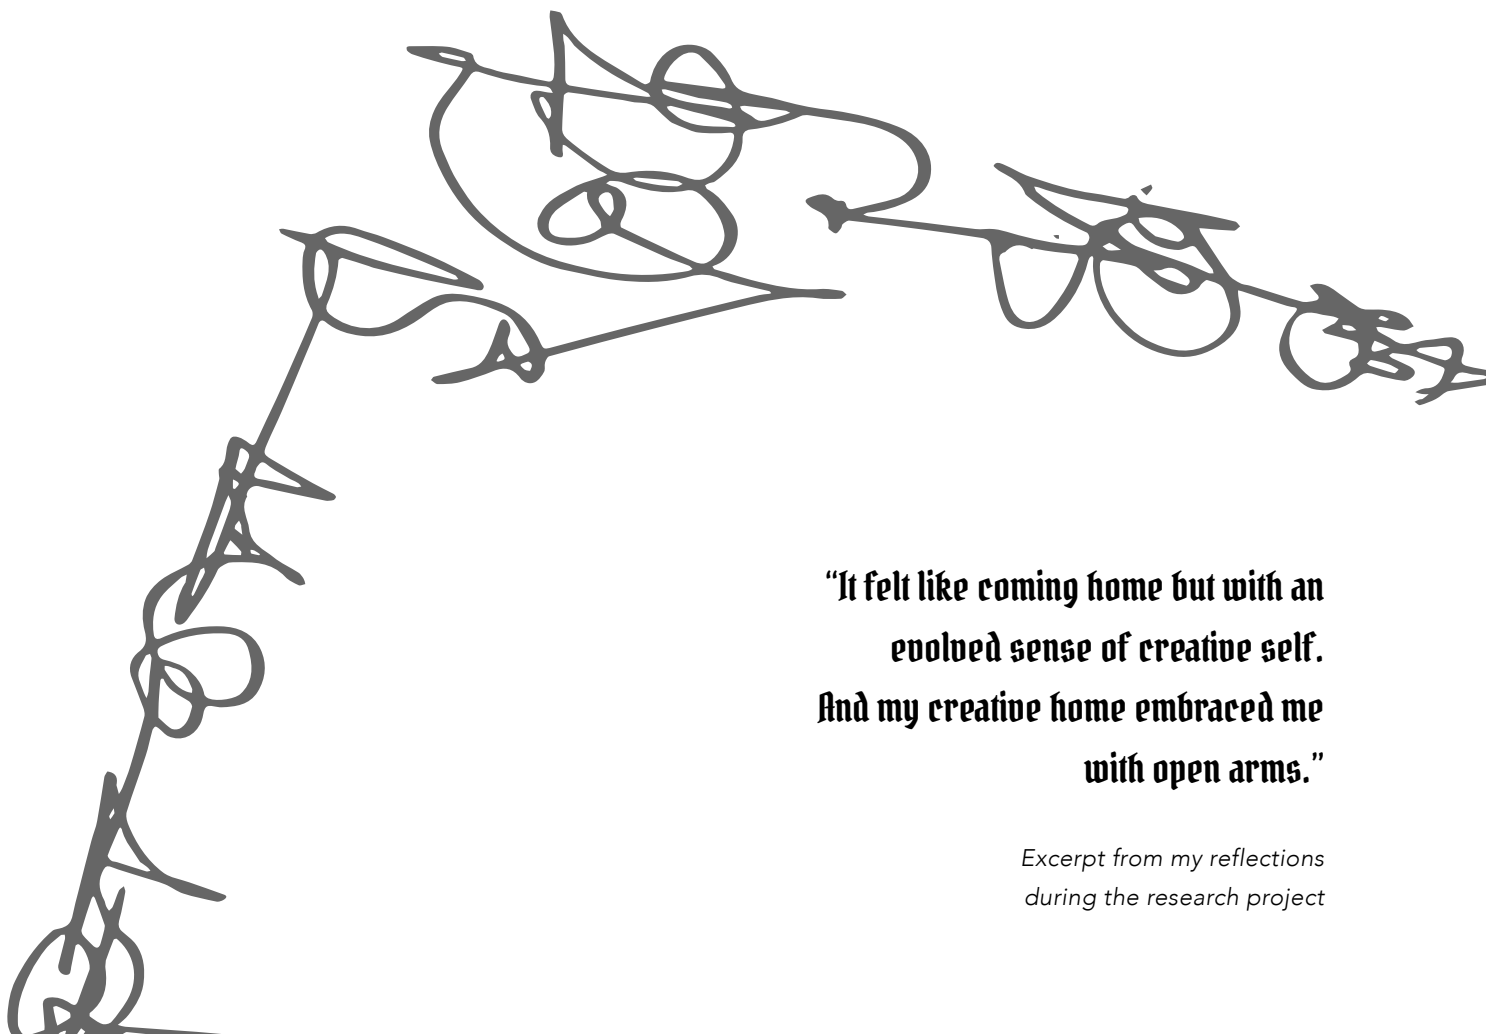 “It felt like coming home but with an
evolved sense of creative self.
And my creative home embraced me
with open arms.”
Excerpt from my reflections
during the research project